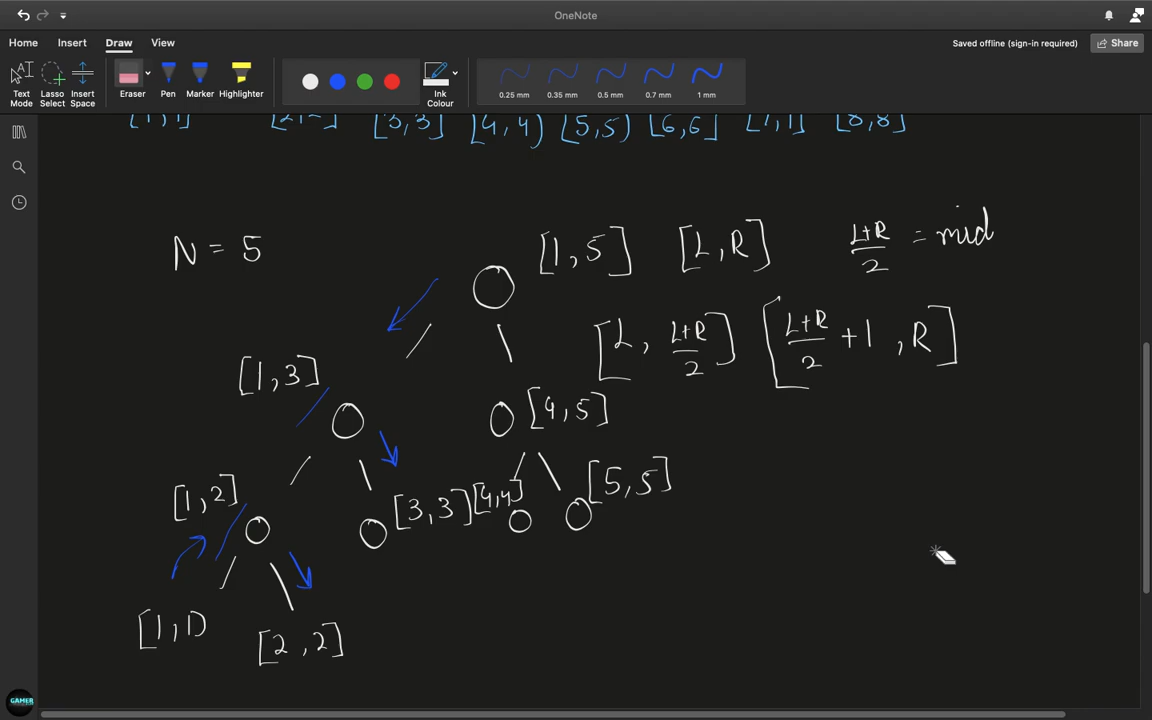 OneNote
Home Insert Draw View
Saved offline (sign-in required) Share
Text Mode Lasso Select Insert Space Eraser Pen Marker Highlighter Ink Colour 0.25 mm 0.35 mm 0.5 mm 0.7 mm 1 mm
[1,1] [3,3] [4,4) [5,5) [6,6] [8,8]
N = 5 [1,5] [L,R] L+R/2 = mid
[L, L+R/2] [L+R/2 +1, R]
[1,3] [4,5]
[1,2] [3,3] [4,4] [5,5]
[1,1) [2,2]
GAMER